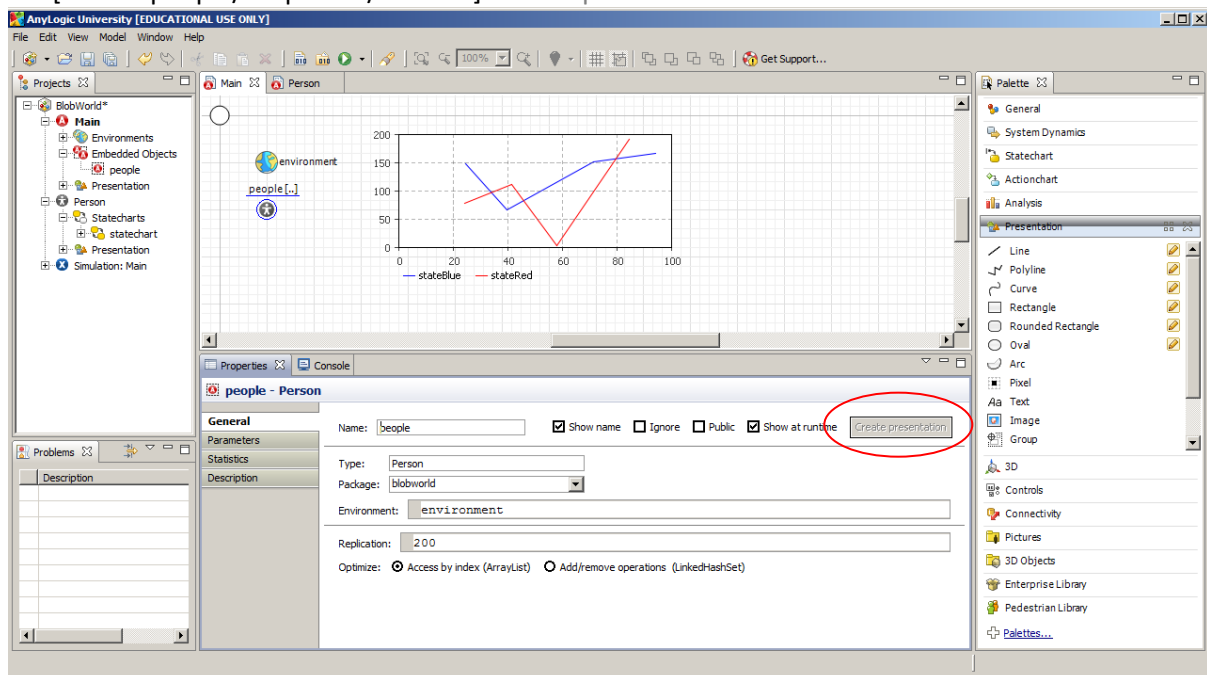 AnyLogic University [EDUCATIONAL USE ONLY]
File Edit View Model Window Help
100%
Get Support...
Projects
BlobWorld*
Main
Environments
Embedded Objects
people
Presentation
Person
Statecharts
statechart
Presentation
Simulation: Main
Problems
Description
Main
Person
environment
people[..]
200
150
100
50
0
0 20 40 60 80 100
stateBlue stateRed
Properties
Console
people - Person
General
Parameters
Statistics
Description
Name: people Show name Ignore Public Show at runtime Create presentation
Type: Person
Package: blobworld
Environment: environment
Replication: 200
Optimize: Access by index (ArrayList) Add/remove operations (LinkedHashSet)
Palette
General
System Dynamics
Statechart
Actionchart
Analysis
Presentation
Line
Polyline
Curve
Rectangle
Rounded Rectangle
Oval
Arc
Pixel
Aa Text
Image
Group
3D
Controls
Connectivity
Pictures
3D Objects
Enterprise Library
Pedestrian Library
Palettes...